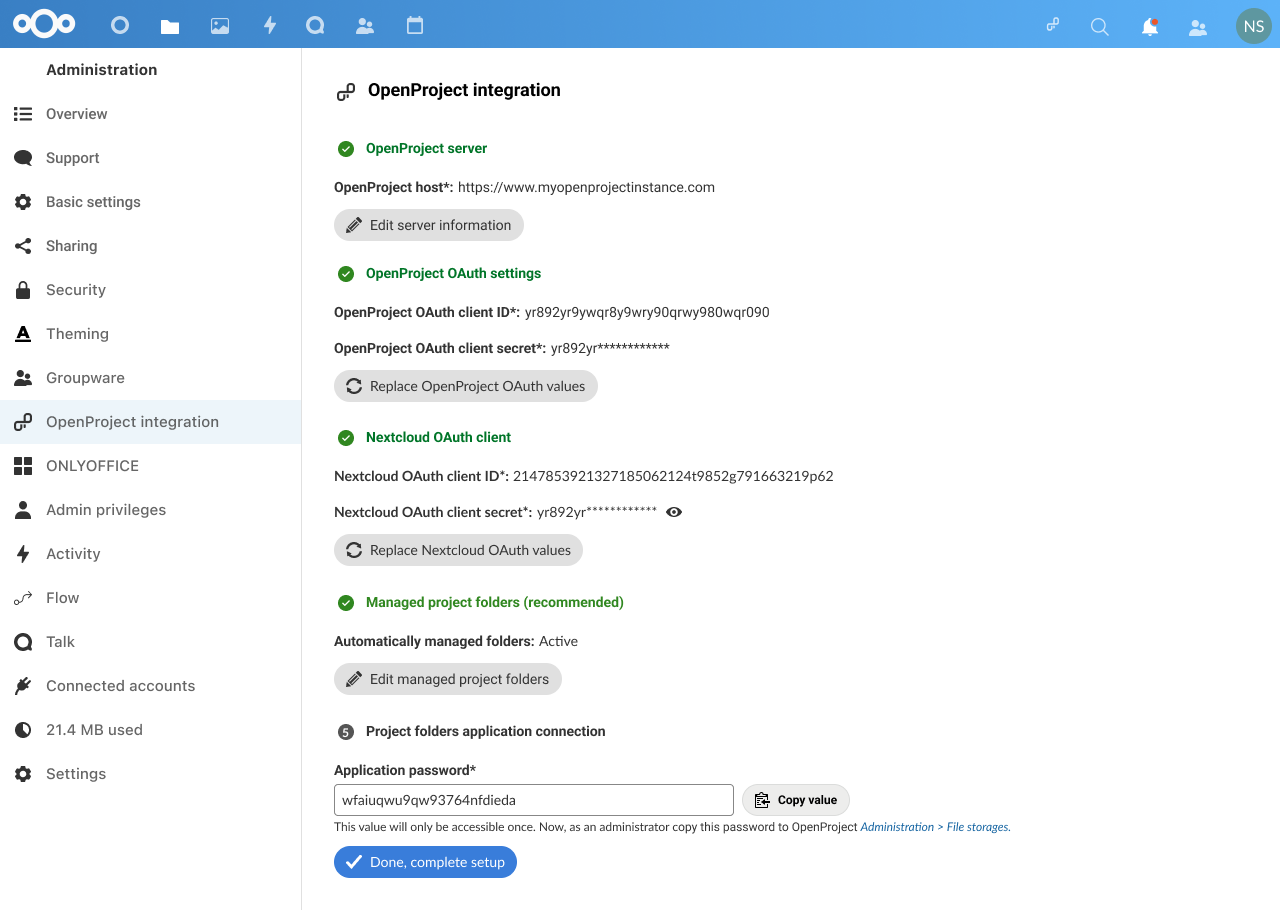 NS
Administration
Overview
Support
Basic settings
Sharing
Security
Theming
Groupware
OpenProject integration
ONLYOFFICE
Admin privileges
Activity
Flow
Talk
Connected accounts
21.4 MB used
Settings
OpenProject integration
OpenProject server
OpenProject host*: https://www.myopenprojectinstance.com
Edit server information
OpenProject OAuth settings
OpenProject OAuth client ID*: yr892yr9ywqr8y9wry90qrwy980wqr090
OpenProject OAuth client secret*: yr892yr************
Replace OpenProject OAuth values
Nextcloud OAuth client
Nextcloud OAuth client ID*: 2147853921327185062124t9852g791663219p62
Nextcloud OAuth client secret*: yr892yr************
Replace Nextcloud OAuth values
Managed project folders (recommended)
Automatically managed folders: Active
Edit managed project folders
5 Project folders application connection
Application password*
wfaiuqwu9qw93764nfdieda Copy value
This value will only be accessible once. Now, as an administrator copy this password to OpenProject Administration > File storages.
Done, complete setup